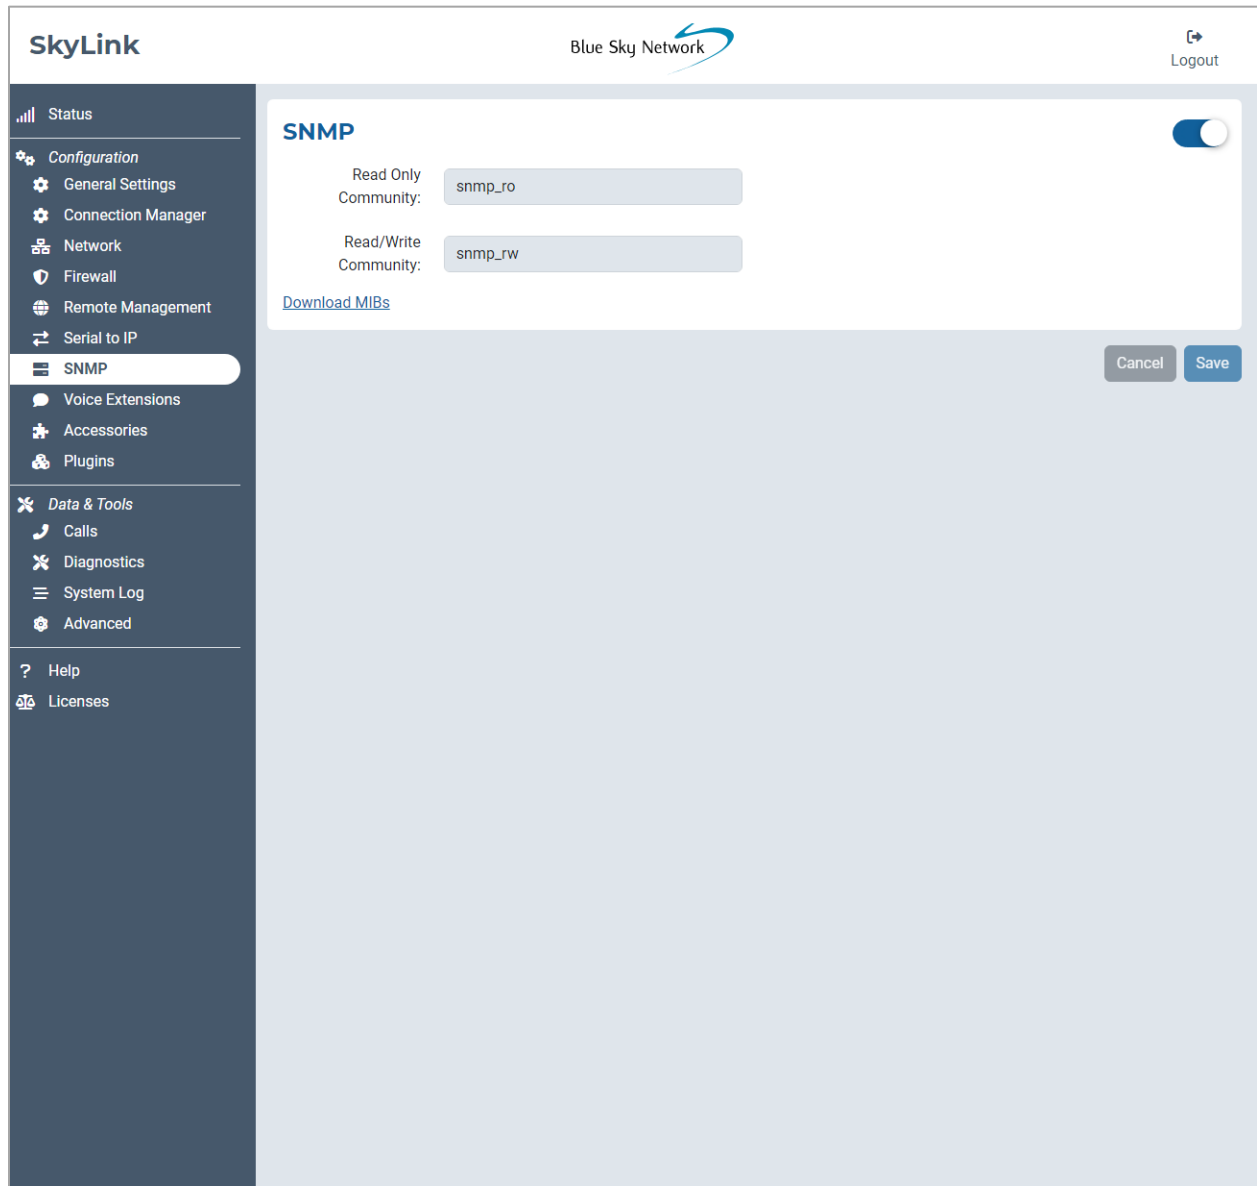 SkyLink
Blue Sky Network
Logout
Status
Configuration
General Settings
Connection Manager
Network
Firewall
Remote Management
Serial to IP
SNMP
Voice Extensions
Accessories
Plugins
Data & Tools
Calls
Diagnostics
System Log
Advanced
? Help
Licenses
SNMP
Read Only
Community:
snmp_ro
Read/Write
Community:
snmp_rw
Download MIBs
Cancel
Save